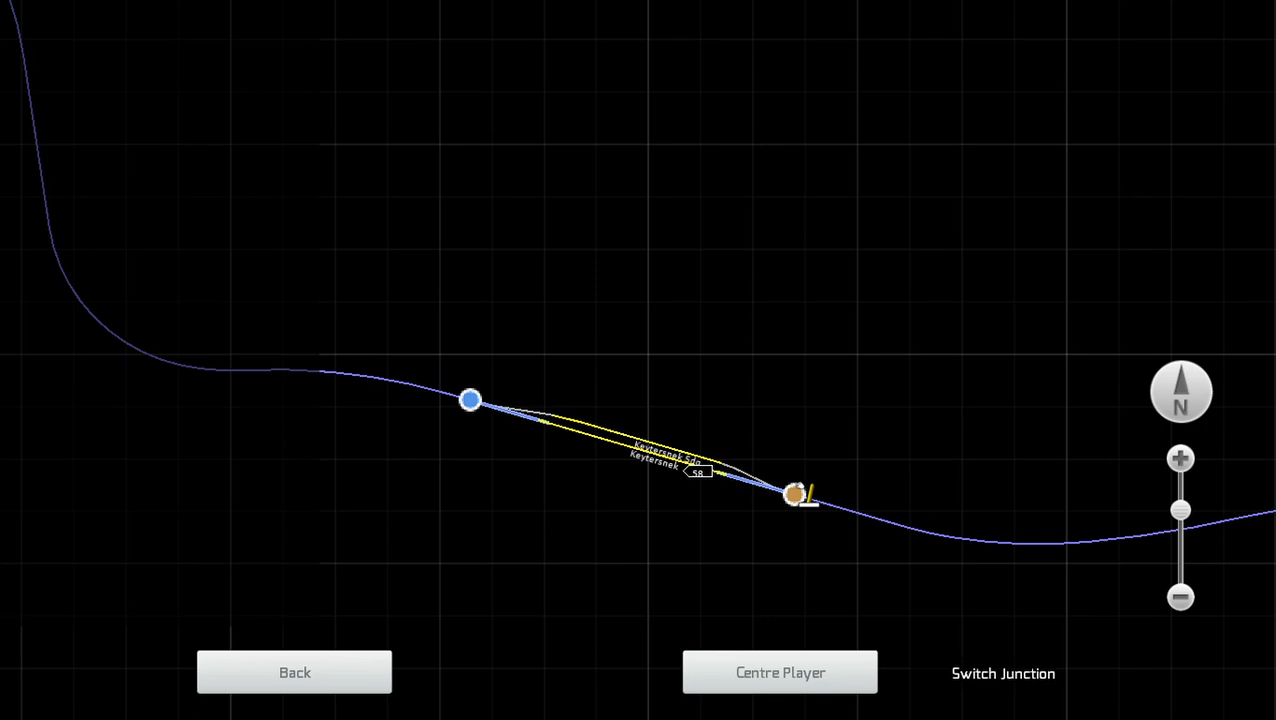 Keytersnek Sdg
Keytersnek
58
N
Back
Centre Player
Switch Junction